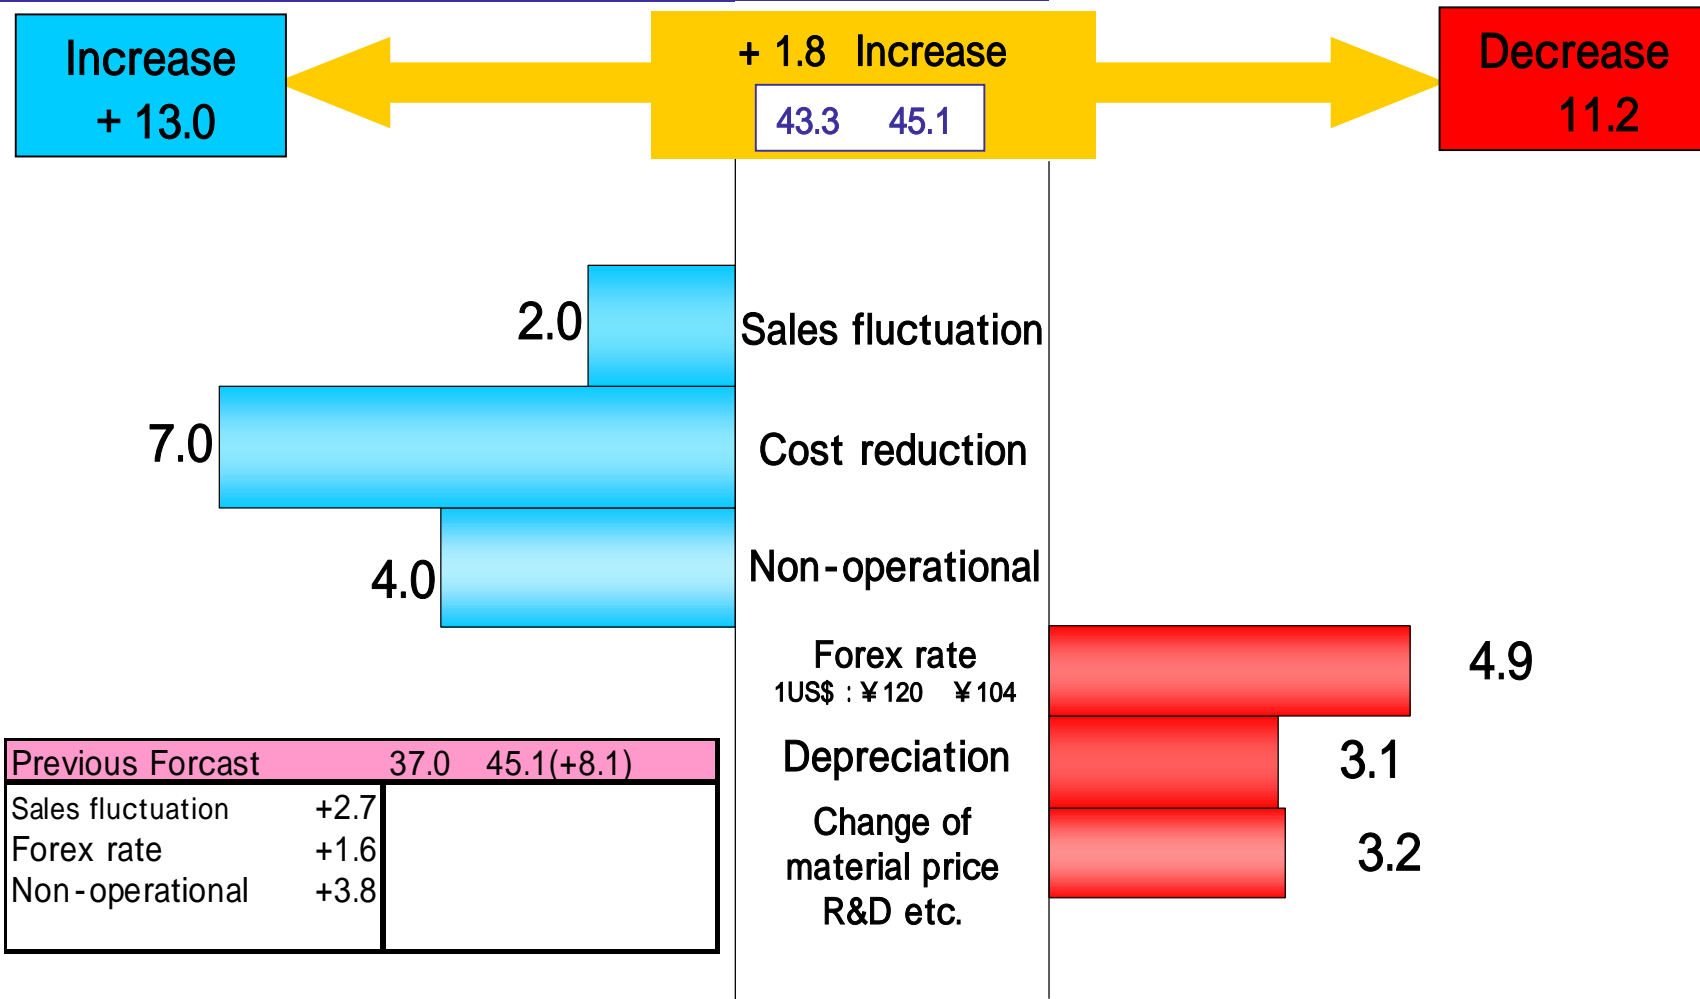 Increase
+ 13.0
+ 1.8 Increase
43.3 45.1
Decrease
11.2
2.0
Sales fluctuation
7.0
Cost reduction
4.0
Non-operational
Forex rate
1US$ : ¥120 ¥104
4.9
Depreciation
3.1
Change of
material price
R&D etc.
3.2
Previous Forcast 37.0 45.1(+8.1)
Sales fluctuation +2.7
Forex rate +1.6
Non-operational +3.8